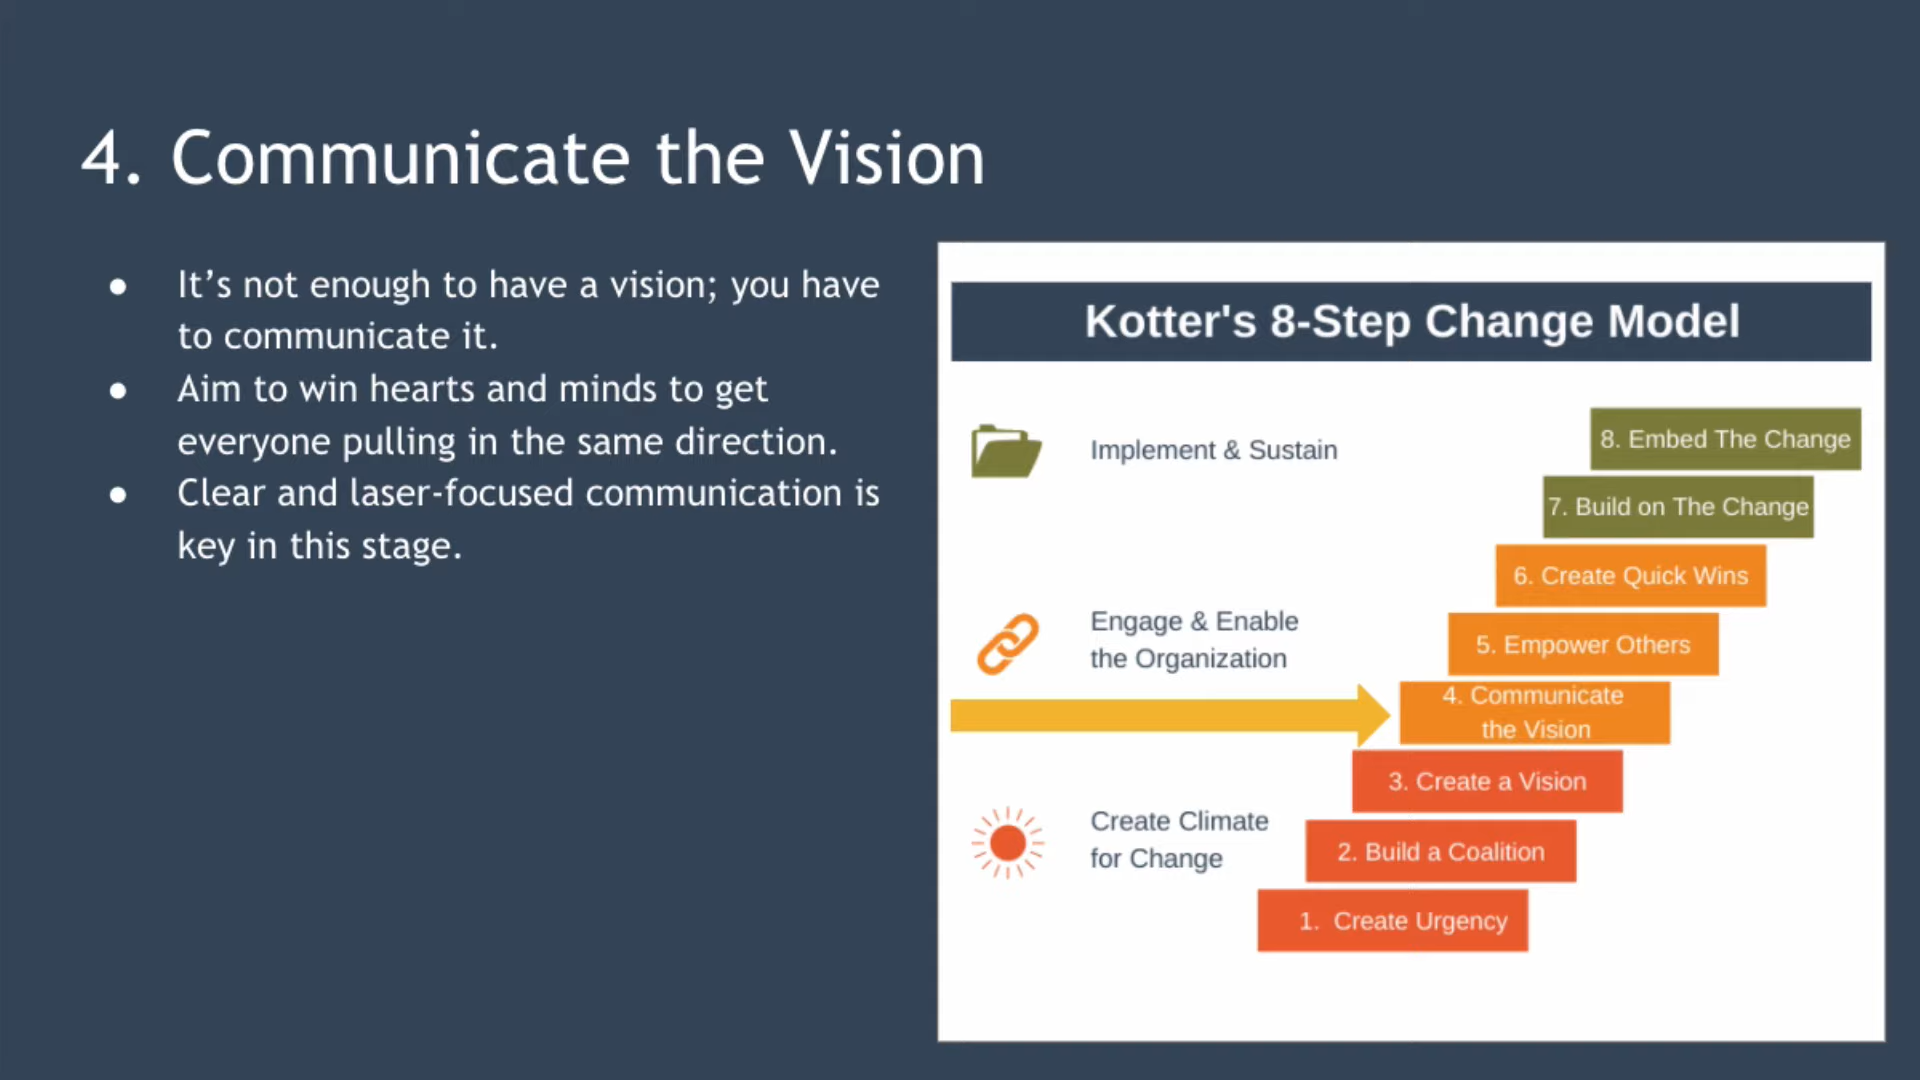 4. Communicate the Vision
● It’s not enough to have a vision; you have
to communicate it.
● Aim to win hearts and minds to get
everyone pulling in the same direction.
● Clear and laser-focused communication is
key in this stage.
Kotter's 8-Step Change Model
Implement & Sustain
8. Embed The Change
7. Build on The Change
6. Create Quick Wins
Engage & Enable
the Organization
5. Empower Others
4. Communicate
the Vision
3. Create a Vision
Create Climate
for Change
2. Build a Coalition
1. Create Urgency